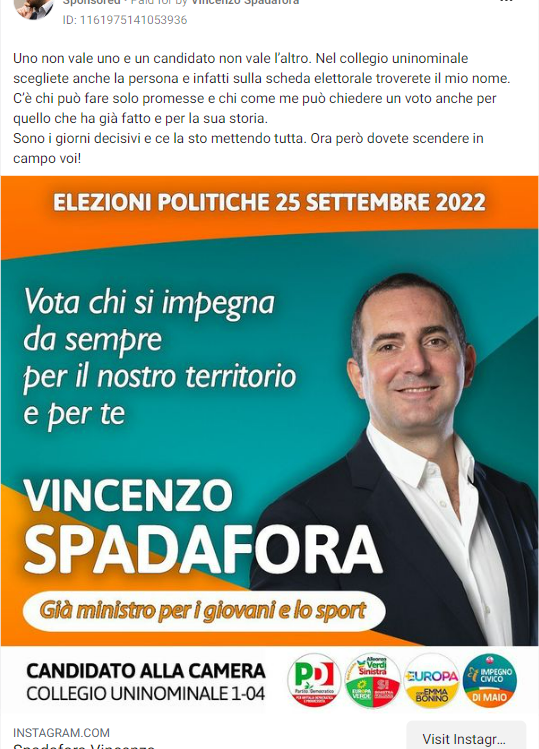 Sponsored · Paid for by Vincenzo Spadafora
ID: 1161975141053936
Uno non vale uno e un candidato non vale l'altro. Nel collegio uninominale
scegliete anche la persona e infatti sulla scheda elettorale troverete il mio nome.
C'è chi può fare solo promesse e chi come me può chiedere un voto anche per
quello che ha già fatto e per la sua storia.
Sono i giorni decisivi e ce la sto mettendo tutta. Ora però dovete scendere in
campo voi!
ELEZIONI POLITICHE 25 SETTEMBRE 2022
Vota chi si impegna
da sempre
per il nostro territorio
e per te
VINCENZO
SPADAFORA
Già ministro per i giovani e lo sport
CANDIDATO ALLA CAMERA
COLLEGIO UNINOMINALE 1-04
PD
Partito Democratico
Alleanza
Verdi
Sinistra
EUROPA
VERDE
SI
+EUROPA
EMMA
BONINO
IMPEGNO
CIVICO
DI MAIO
INSTAGRAM.COM
Spadafora Vincenzo
Visit Instagr...